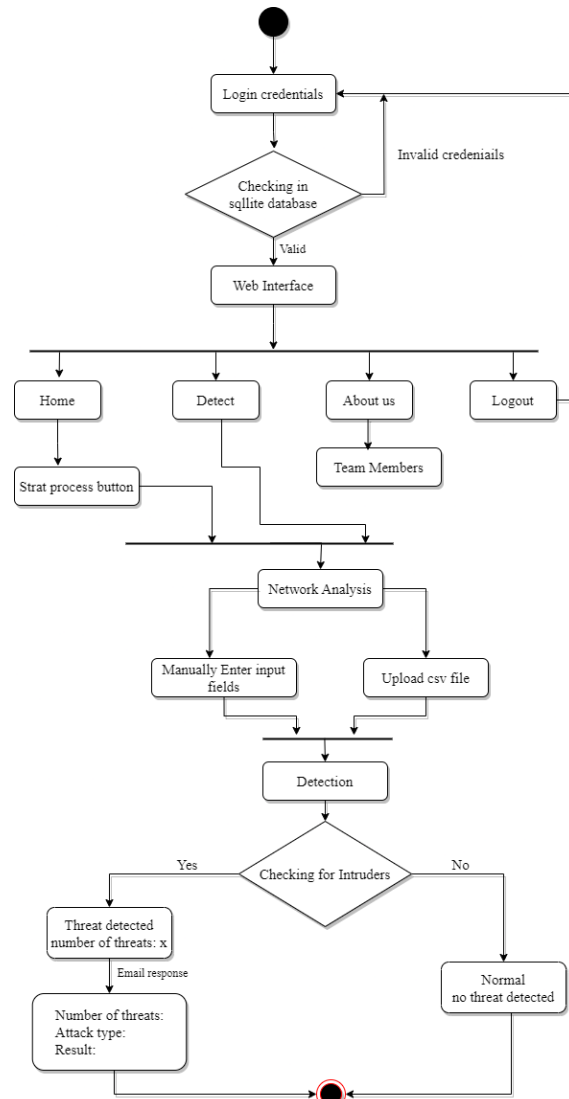 Login credentials
Invalid credeniails
Checking in
sqllite database
Valid
Web Interface
Home
Detect
About us
Logout
Strat process button
Team Members
Network Analysis
Manually Enter input
fields
Upload csv file
Detection
Checking for Intruders
Yes
No
Threat detected
number of threats: x
Email response
Normal
no threat detected
Number of threats:
Attack type:
Result: